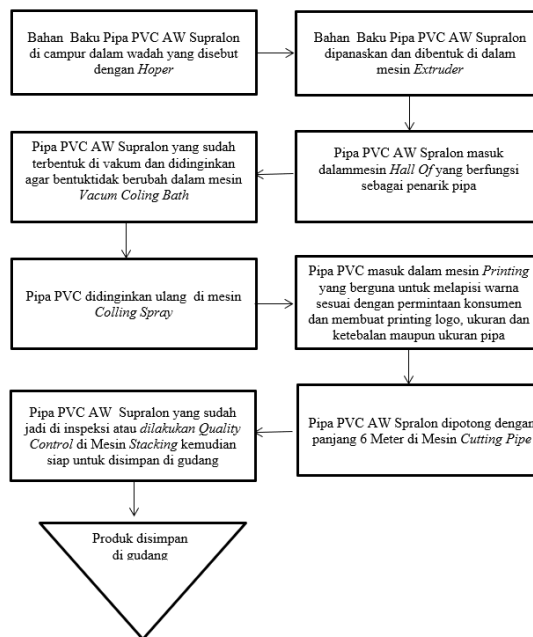 Bahan Baku Pipa PVC AW Supralon
di campur dalam wadah yang disebut
dengan Hoper
Bahan Baku Pipa PVC AW Supralon
dipanaskan dan dibentuk di dalam
mesin Extruder
Pipa PVC AW Spralon masuk
dalammesin Hall Of yang berfungsi
sebagai penarik pipa
Pipa PVC AW Supralon yang sudah
terbentuk di vakum dan didinginkan
agar bentuktidak berubah dalam mesin
Vacum Coling Bath
Pipa PVC didinginkan ulang di mesin
Colling Spray
Pipa PVC masuk dalam mesin Printing
yang berguna untuk melapisi warna
sesuai dengan permintaan konsumen
dan membuat printing logo, ukuran dan
ketebalan maupun ukuran pipa
Pipa PVC AW Spralon dipotong dengan
panjang 6 Meter di Mesin Cutting Pipe
Pipa PVC AW Supralon yang sudah
jadi di inspeksi atau dilakukan Quality
Control di Mesin Stacking kemudian
siap untuk disimpan di gudang
Produk disimpan
di gudang